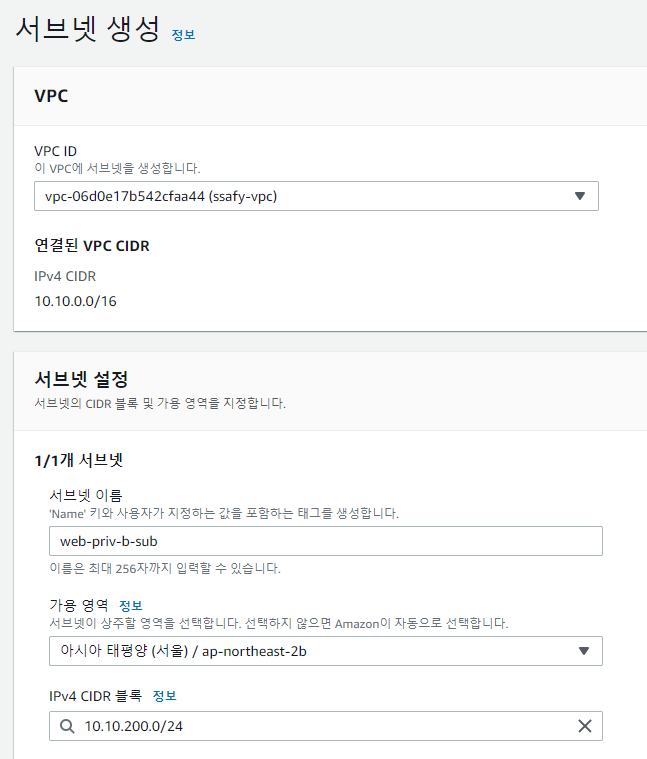 서브넷 생성 정보
VPC
VPC ID
이 VPC에 서브넷을 생성합니다.
vpc-06d0e17b542cfaa44 (ssafy-vpc)
연결된 VPC CIDR
IPv4 CIDR
10.10.0.0/16
서브넷 설정
서브넷의 CIDR 블록 및 가용 영역을 지정합니다.
1/1개 서브넷
서브넷 이름
'Name' 키와 사용자가 지정하는 값을 포함하는 태그를 생성합니다.
web-priv-b-sub
이름은 최대 256자까지 입력할 수 있습니다.
가용 영역 정보
서브넷이 상주할 영역을 선택합니다. 선택하지 않으면 Amazon이 자동으로 선택합니다.
아시아 태평양 (서울) / ap-northeast-2b
IPv4 CIDR 블록 정보
10.10.200.0/24